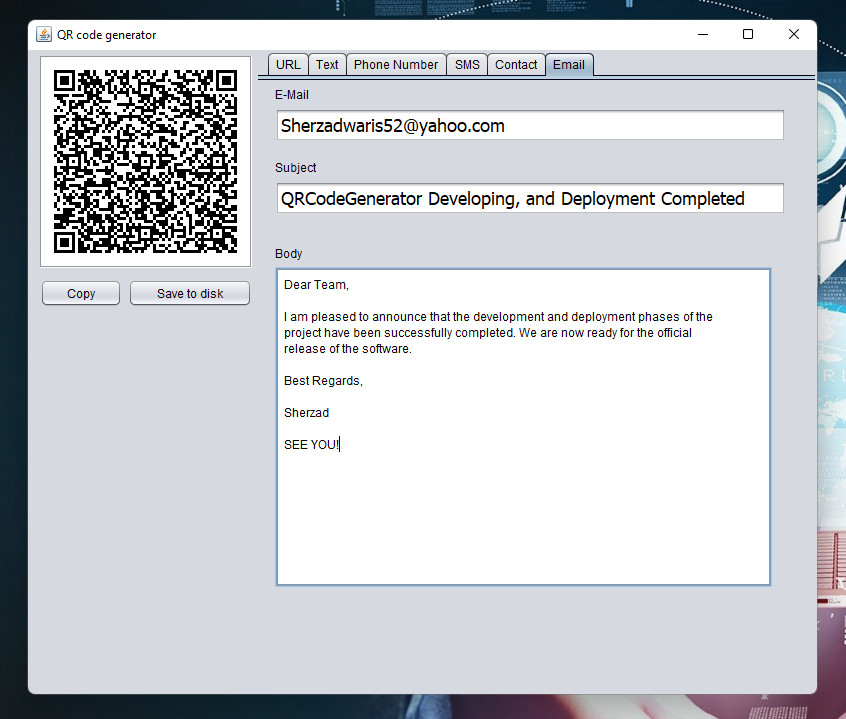 QR code generator
URL Text Phone Number SMS Contact Email
E-Mail
Sherzadwaris52@yahoo.com
Subject
QRCodeGenerator Developing, and Deployment Completed
Copy Save to disk
Body
Dear Team,
I am pleased to announce that the development and deployment phases of the
project have been successfully completed. We are now ready for the official
release of the software.
Best Regards,
Sherzad
SEE YOU!